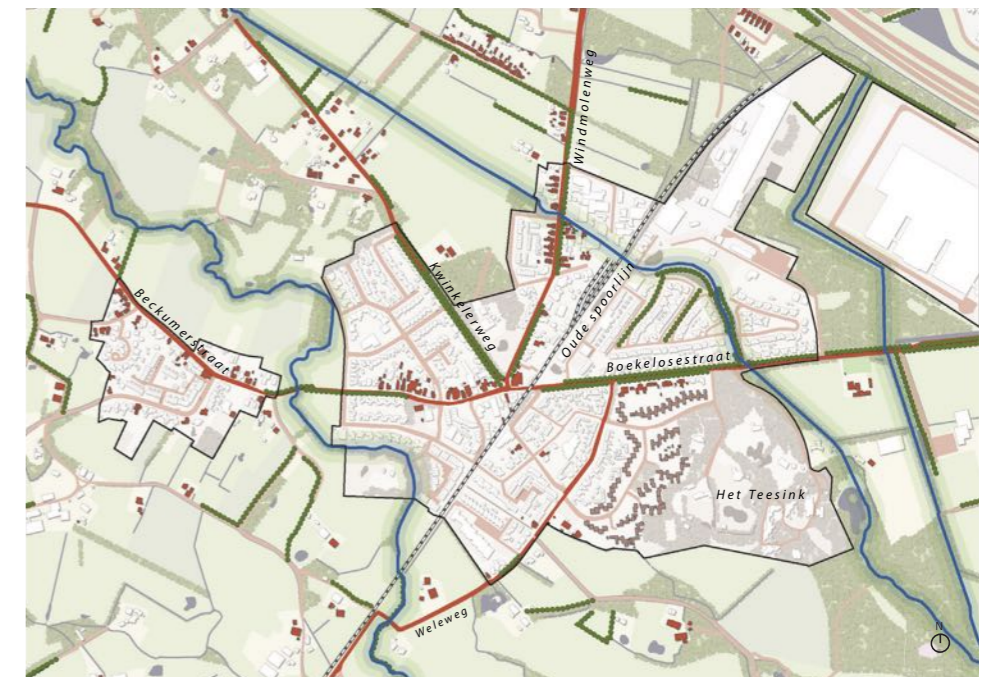 Windmolenweg
Kwinkelerweg
Oude spoorlijn
Beckumerstraat
Boekelosestraat
Het Teesink
Weleweg
N